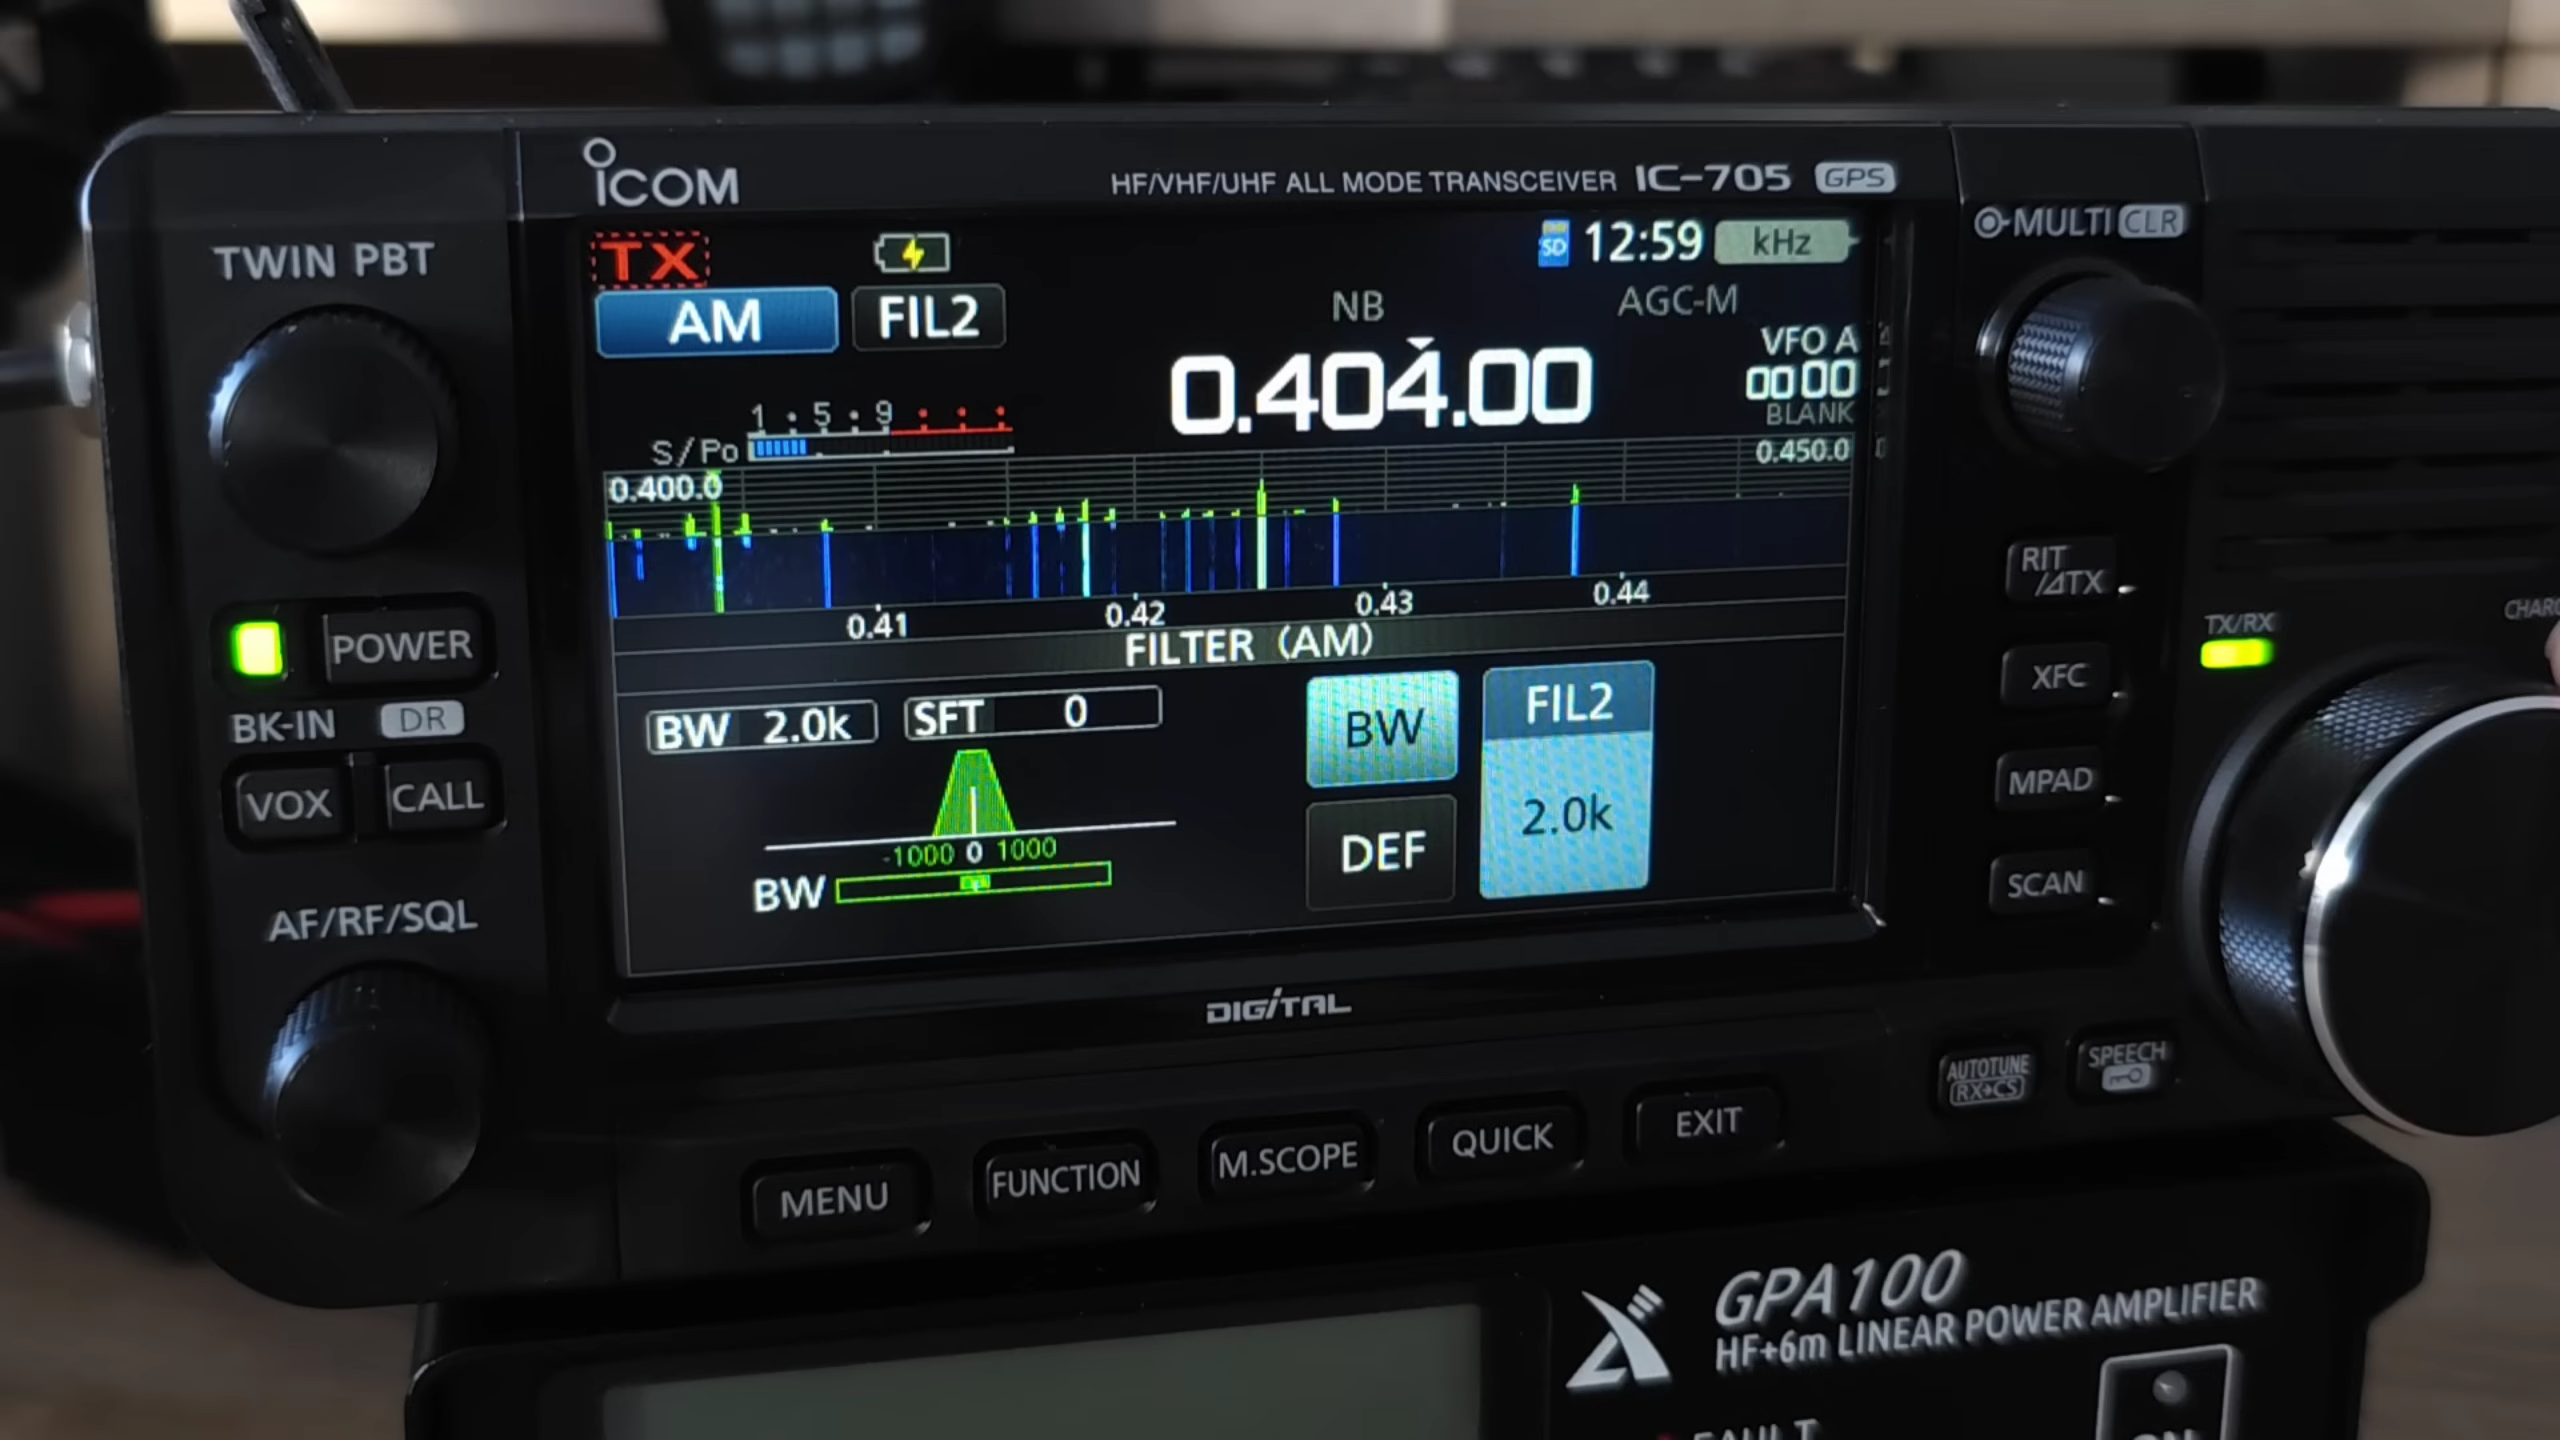 ICOM
HF/VHF/UHF ALL MODE TRANSCEIVER IC-705 GPS
TWIN PBT
TX
SD 12:59 kHz
MULTI CLR
AM FIL2
NB
AGC-M
0.404.00
VFO A
0000
BLANK
1 5 9
S/Po
0.400.0
0.450.0
0.41 0.42 0.43 0.44
FILTER (AM)
BW 2.0k
SFT 0
-1000 0 1000
BW
BW
DEF
FIL2
2.0k
POWER
BK-IN DR
VOX CALL
AF/RF/SQL
RIT
/⊿TX
XFC
MPAD
SCAN
TX/RX
DIGITAL
MENU FUNCTION M.SCOPE QUICK EXIT
AUTOTUNE
RX→CS
SPEECH
GPA100
HF+6m LINEAR POWER AMPLIFIER
FAULT
ON